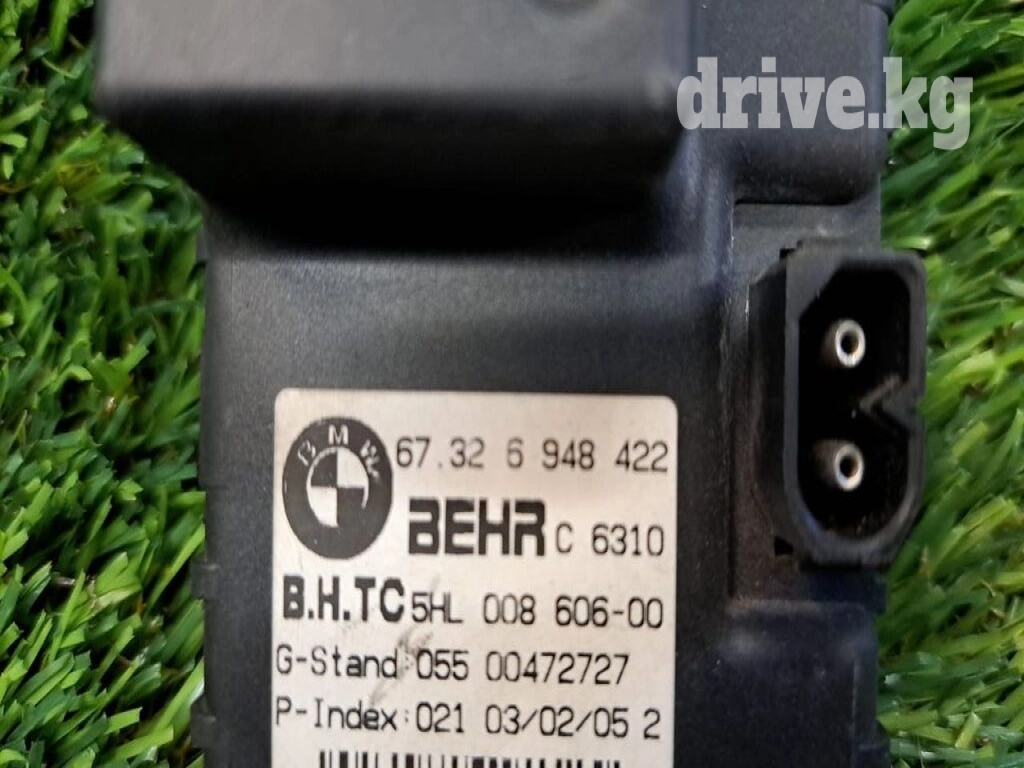 drive.kg
BMW
67.32 6 948 422
BEHR C 6310
B.H.TC 5HL 008 606-00
G-Stand:055 00472727
P-Index:021 03/02/05 2